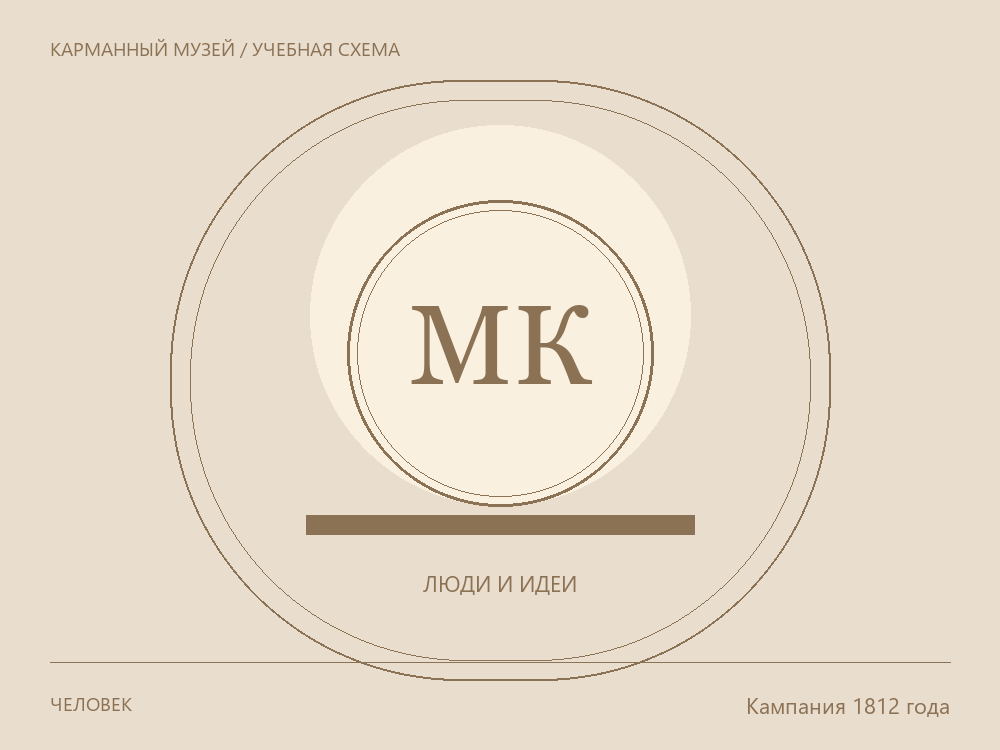 КАРМАННЫЙ МУЗЕЙ / УЧЕБНАЯ СХЕМА
МК
ЛЮДИ И ИДЕИ
ЧЕЛОВЕК
Кампания 1812 года